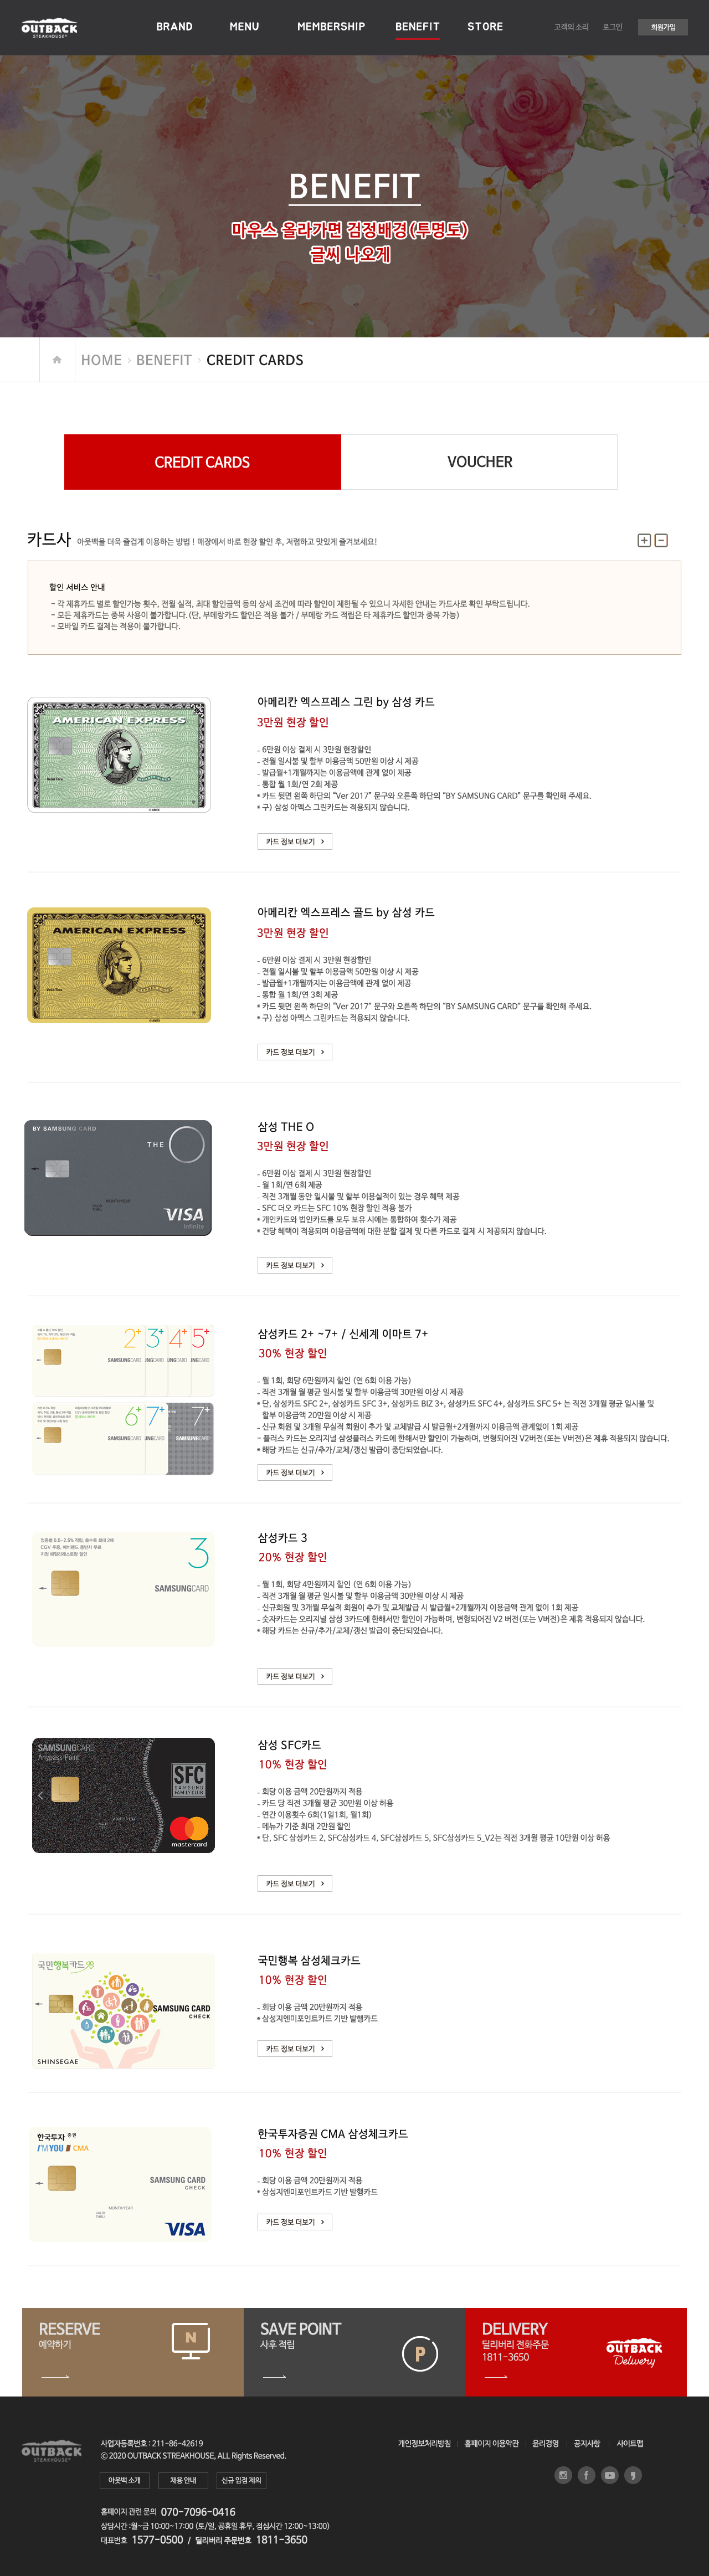 OUTBACK
STEAKHOUSE
BRAND MENU MEMBERSHIP BENEFIT STORE 고객의 소리 로그인 회원가입
BENEFIT
마우스 올라가면 검정배경(투명도)
글씨 나오게
HOME > BENEFIT > CREDIT CARDS
CREDIT CARDS
VOUCHER
카드사 아웃백을 더욱 즐겁게 이용하는 방법 ! 매장에서 바로 현장 할인 후, 저렴하고 맛있게 즐겨보세요!
할인 서비스 안내
- 각 제휴카드 별로 할인가능 횟수, 전월 실적, 최대 할인금액 등의 상세 조건에 따라 할인이 제한될 수 있으니 자세한 안내는 카드사로 확인 부탁드립니다.
- 모든 제휴카드는 중복 사용이 불가합니다.(단, 부메랑카드 할인은 적용 불가 / 부메랑 카드 적립은 타 제휴카드 할인과 중복 가능)
- 모바일 카드 결제는 적용이 불가합니다.
AMERICAN EXPRESS
아메리칸 엑스프레스 그린 by 삼성 카드
3만원 현장 할인
- 6만원 이상 결제 시 3만원 현장할인
- 전월 일시불 및 할부 이용금액 50만원 이상 시 제공
- 발급월+1개월까지는 이용금액에 관계 없이 제공
- 통합 월 1회/연 2회 제공
* 카드 뒷면 왼쪽 하단의 "Ver 2017" 문구와 오른쪽 하단의 "BY SAMSUNG CARD" 문구를 확인해 주세요.
* 구) 삼성 아멕스 그린카드는 적용되지 않습니다.
카드 정보 더보기 >
AMERICAN EXPRESS
아메리칸 엑스프레스 골드 by 삼성 카드
3만원 현장 할인
- 6만원 이상 결제 시 3만원 현장할인
- 전월 일시불 및 할부 이용금액 50만원 이상 시 제공
- 발급월+1개월까지는 이용금액에 관계 없이 제공
- 통합 월 1회/연 3회 제공
* 카드 뒷면 왼쪽 하단의 "Ver 2017" 문구와 오른쪽 하단의 "BY SAMSUNG CARD" 문구를 확인해 주세요.
* 구) 삼성 아멕스 그린카드는 적용되지 않습니다.
카드 정보 더보기 >
BY SAMSUNG CARD
THE
MONTH/YEAR
VALID
THRU
VISA
Infinite
삼성 THE O
3만원 현장 할인
- 6만원 이상 결제 시 3만원 현장할인
- 월 1회/연 6회 제공
- 직전 3개월 동안 일시불 및 할부 이용실적이 있는 경우 혜택 제공
- SFC 더오 카드는 SFC 10% 현장 할인 적용 불가
* 개인카드와 법인카드를 모두 보유 시에는 통합하여 횟수가 제공
* 건당 혜택이 적용되며 이용금액에 대한 분할 결제 및 다른 카드로 결제 시 제공되지 않습니다.
카드 정보 더보기 >
2+ 3+ 4+ 5+
SAMSUNGCARD
6+ 7+ 7+
SAMSUNGCARD
삼성카드 2+ ~7+ / 신세계 이마트 7+
30% 현장 할인
- 월 1회, 회당 6만원까지 할인 (연 6회 이용 가능)
- 직전 3개월 월 평균 일시불 및 할부 이용금액 30만원 이상 시 제공
* 단, 삼성카드 SFC 2+, 삼성카드 SFC 3+, 삼성카드 BIZ 3+, 삼성카드 SFC 4+, 삼성카드 SFC 5+ 는 직전 3개월 평균 일시불 및
할부 이용금액 20만원 이상 시 제공
- 신규 회원 및 3개월 무실적 회원이 추가 및 교체발급 시 발급월+2개월까지 이용금액 관계없이 1회 제공
- 플러스 카드는 오리지널 삼성플러스 카드에 한해서만 할인이 가능하며, 변형되어진 V2버전(또는 V버전)은 제휴 적용되지 않습니다.
* 해당 카드는 신규/추가/교체/갱신 발급이 중단되었습니다.
카드 정보 더보기 >
3
SAMSUNGCARD
삼성카드 3
20% 현장 할인
- 월 1회, 회당 4만원까지 할인 (연 6회 이용 가능)
- 직전 3개월 월 평균 일시불 및 할부 이용금액 30만원 이상 시 제공
- 신규회원 및 3개월 무실적 회원이 추가 및 교체발급 시 발급월+2개월까지 이용금액 관계 없이 1회 제공
- 숫자카드는 오리지널 삼성 3카드에 한해서만 할인이 가능하며, 변형되어진 V2 버전(또는 V버전)은 제휴 적용되지 않습니다.
* 해당 카드는 신규/추가/교체/갱신 발급이 중단되었습니다.
카드 정보 더보기 >
SAMSUNGCARD
Anypass Point
SFC
SAMSUNG
FAMILY CLUB
mastercard
삼성 SFC카드
10% 현장 할인
- 회당 이용 금액 20만원까지 적용
- 카드 당 직전 3개월 평균 30만원 이상 허용
- 연간 이용횟수 6회(1일1회, 월1회)
- 메뉴가 기준 최대 2만원 할인
* 단, SFC 삼성카드 2, SFC삼성카드 4, SFC삼성카드 5, SFC삼성카드 5_V2는 직전 3개월 평균 10만원 이상 허용
카드 정보 더보기 >
국민행복카드
SAMSUNG CARD
CHECK
SHINSEGAE
국민행복 삼성체크카드
10% 현장 할인
- 회당 이용 금액 20만원까지 적용
* 삼성지엔미포인트카드 기반 발행카드
카드 정보 더보기 >
한국투자증권
I'M YOU CMA
SAMSUNG CARD
CHECK
MONTH/YEAR
VALID
THRU
VISA
한국투자증권 CMA 삼성체크카드
10% 현장 할인
- 회당 이용 금액 20만원까지 적용
* 삼성지엔미포인트카드 기반 발행카드
카드 정보 더보기 >
RESERVE
예약하기
N
SAVE POINT
사후 적립
P
DELIVERY
딜리버리 전화주문
1811-3650
OUTBACK
Delivery
OUTBACK
STEAKHOUSE
사업자등록번호 : 211-86-42619
ⓒ 2020 OUTBACK STREAKHOUSE, ALL Rights Reserved.
개인정보처리방침 | 홈페이지 이용약관 | 윤리경영 | 공지사항 | 사이트맵
아웃백 소개 채용 안내 신규 입점 제의
홈페이지 관련 문의 070-7096-0416
상담시간 :월~금 10:00~17:00 (토/일, 공휴일 휴무, 점심시간 12:00~13:00)
대표번호 1577-0500 / 딜리버리 주문번호 1811-3650